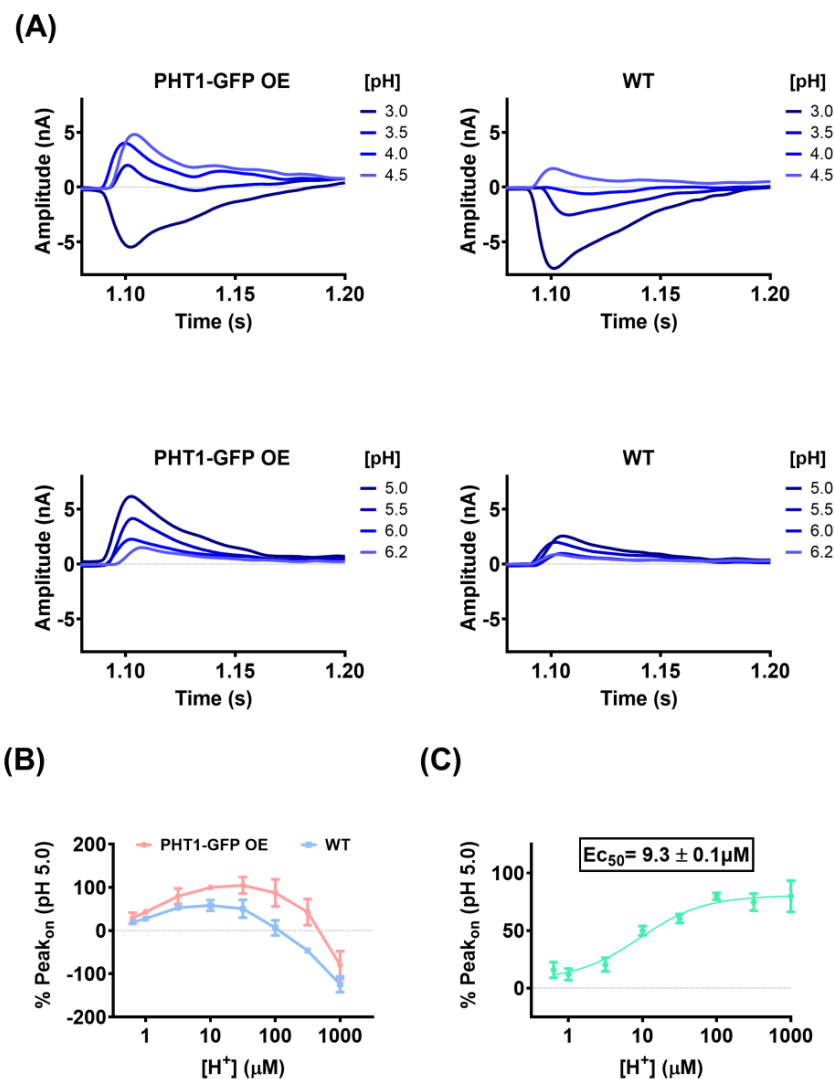 (A)
PHT1-GFP OE
[pH]
3.0
3.5
4.0
4.5
Amplitude (nA)
5
0
-5
1.10
1.15
1.20
Time (s)
WT
[pH]
3.0
3.5
4.0
4.5
Amplitude (nA)
5
0
-5
1.10
1.15
1.20
Time (s)
PHT1-GFP OE
[pH]
5.0
5.5
6.0
6.2
Amplitude (nA)
5
0
-5
1.10
1.15
1.20
Time (s)
WT
[pH]
5.0
5.5
6.0
6.2
Amplitude (nA)
5
0
-5
1.10
1.15
1.20
Time (s)
(B)
PHT1-GFP OE
WT
% Peakon (pH 5.0)
200
100
0
-100
-200
1
10
100
1000
[H+] (μM)
(C)
Ec50= 9.3 ± 0.1μM
% Peakon (pH 5.0)
100
50
0
1
10
100
1000
[H+] (μM)